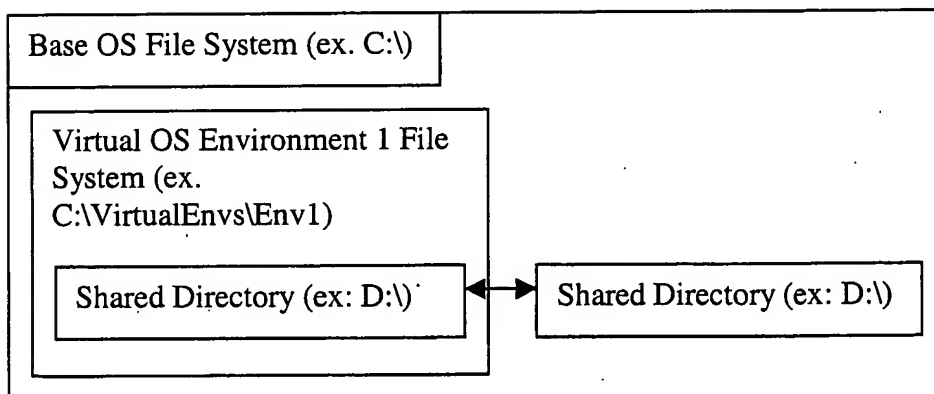 Base OS File System (ex. C:\)
Virtual OS Environment 1 File
System (ex.
C:\VirtualEnvs\Env1)
Shared Directory (ex: D:\)
Shared Directory (ex: D:\)